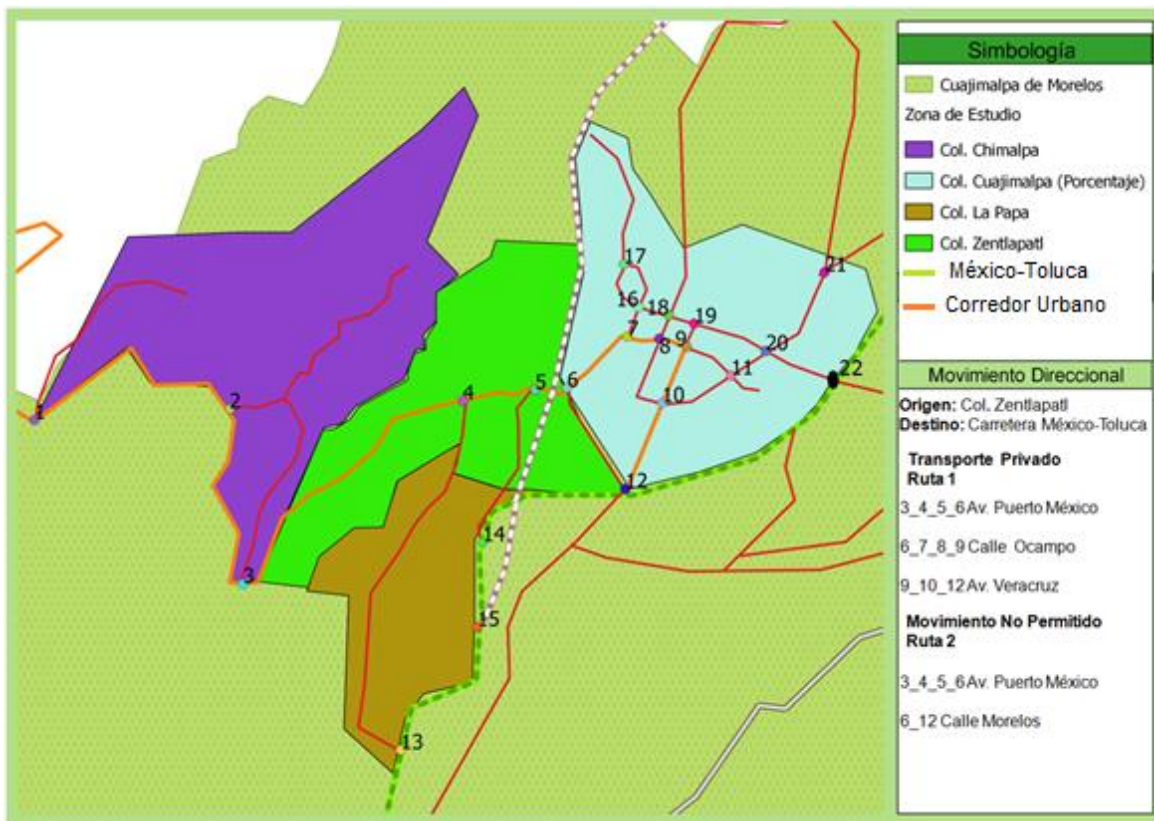 Simbología
Cuajimalpa de Morelos
Zona de Estudio
Col. Chimalpa
Col. Cuajimalpa (Porcentaje)
Col. La Papa
Col. Zentlapatl
México-Toluca
Corredor Urbano
Movimiento Direccional
Origen: Col. Zentlapatl
Destino: Carretera México-Toluca
Transporte Privado
Ruta 1
3_4_5_6 Av. Puerto México
6_7_8_9 Calle Ocampo
9_10_12 Av. Veracruz
Movimiento No Permitido
Ruta 2
3_4_5_6 Av. Puerto México
6_12 Calle Morelos
17
21
16
18
19
7
8
9
20
11
22
5
6
4
10
2
1
12
14
3
15
13